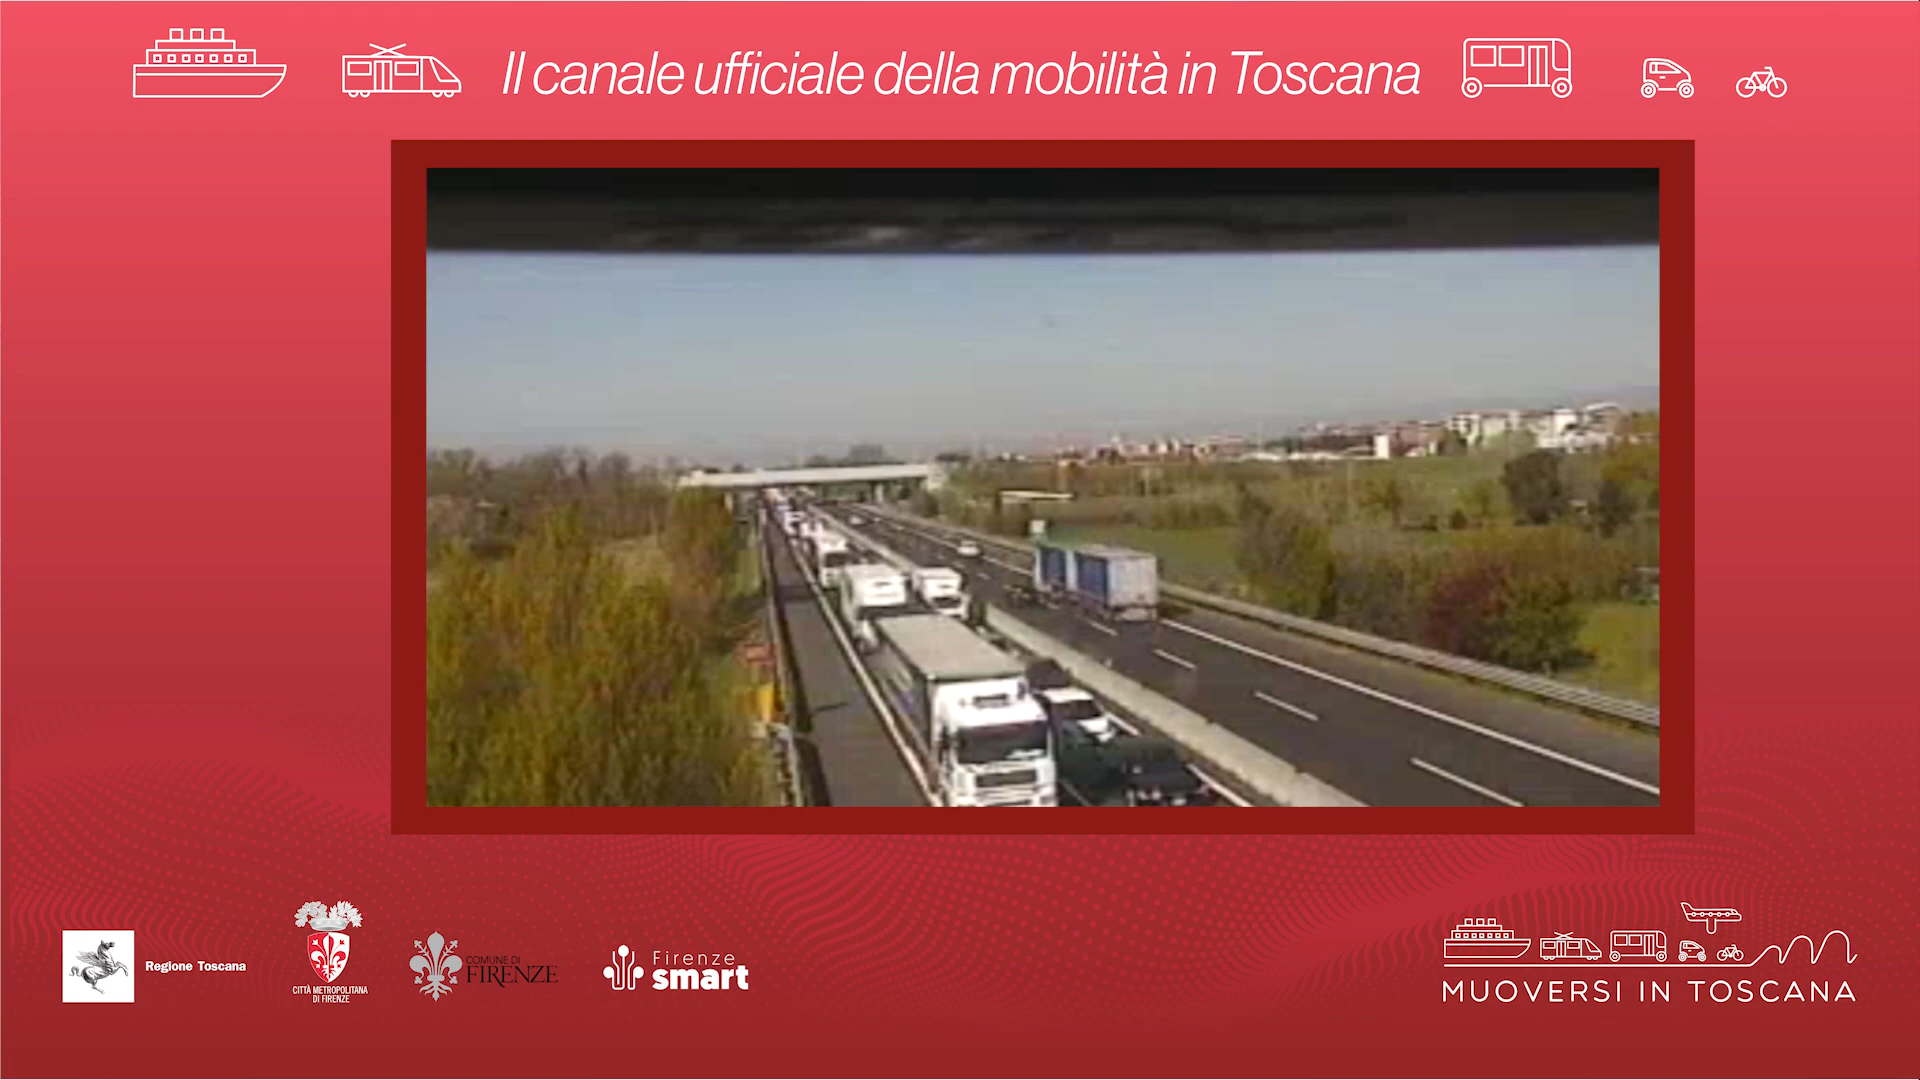 Il canale ufficiale della mobilità in Toscana
Regione Toscana
CITTÀ METROPOLITANA
DI FIRENZE
COMUNE DI
FIRENZE
Firenze
smart
MUOVERSI IN TOSCANA